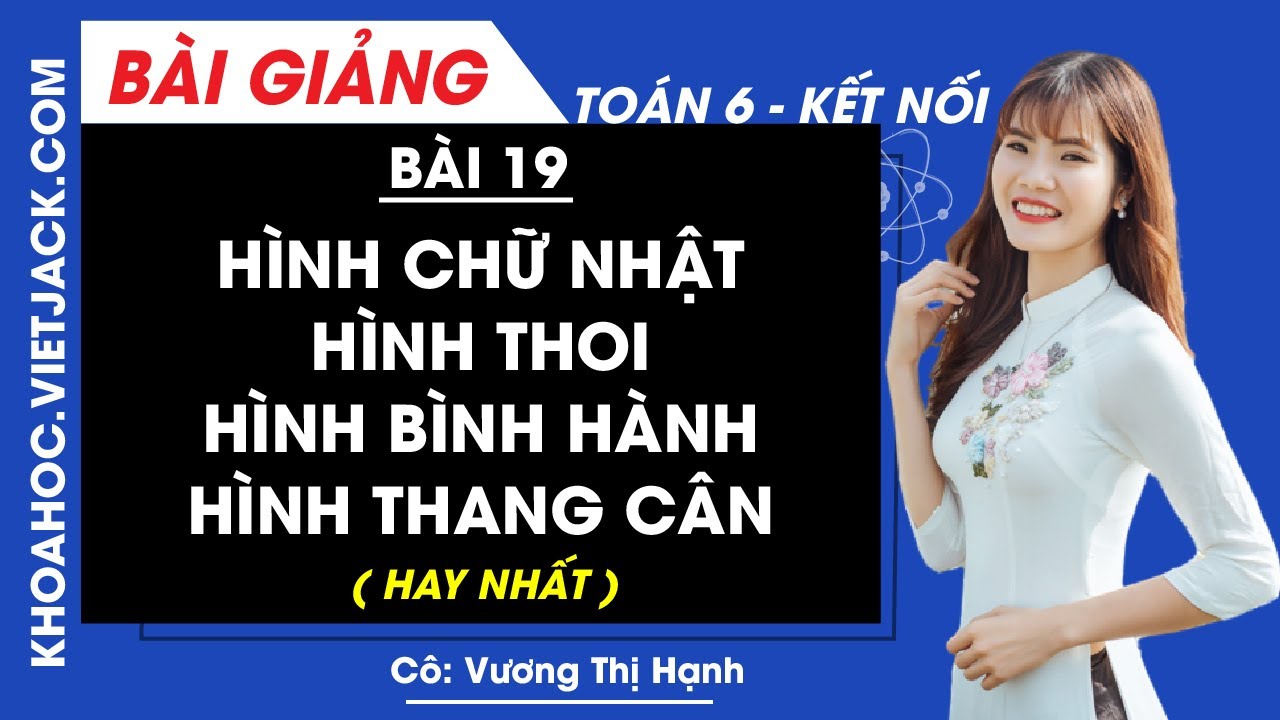 KHOAHOC.VIETJACK.COM
BÀI GIẢNG
TOÁN 6 - KẾT NỐI
BÀI 19
HÌNH CHỮ NHẬT
HÌNH THOI
HÌNH BÌNH HÀNH
HÌNH THANG CÂN
( HAY NHẤT )
Cô: Vương Thị Hạnh